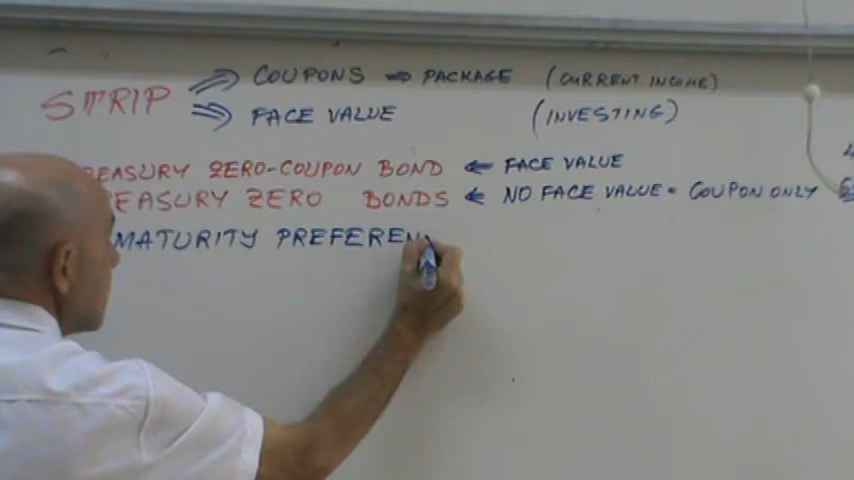 STRIP ⇒ COUPONS ⇒ PACKAGE (CURRENT INCOME)
⇒ FACE VALUE (INVESTING)
REASURY ZERO-COUPON BOND ⇐ FACE VALUE
REASURY ZERO BONDS ⇐ NO FACE VALUE - COUPON ONLY
MATURITY PREFEREN